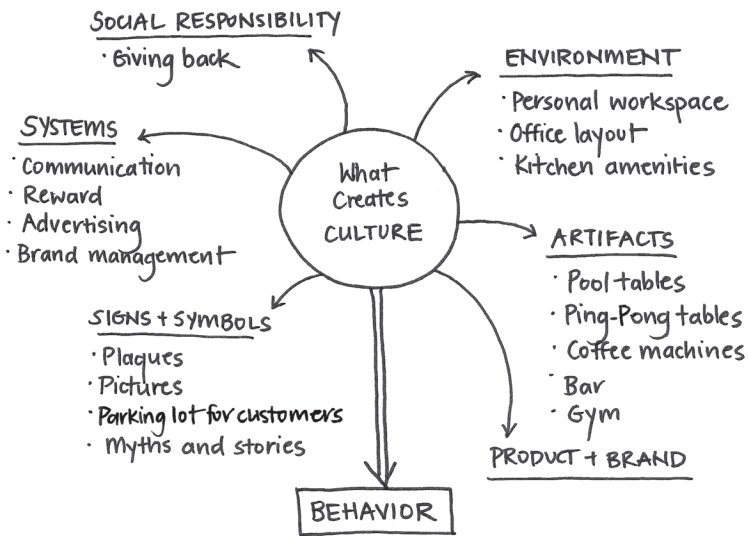 SOCIAL RESPONSIBILITY
· Giving back
ENVIRONMENT
· Personal workspace
· Office layout
· Kitchen amenities
SYSTEMS
· Communication
· Reward
· Advertising
· Brand management
What
Creates
CULTURE
ARTIFACTS
· Pool tables
· Ping-Pong tables
· Coffee machines
· Bar
· Gym
SIGNS + SYMBOLS
· Plaques
· Pictures
· Parking lot for customers
· Myths and stories
PRODUCT + BRAND
BEHAVIOR